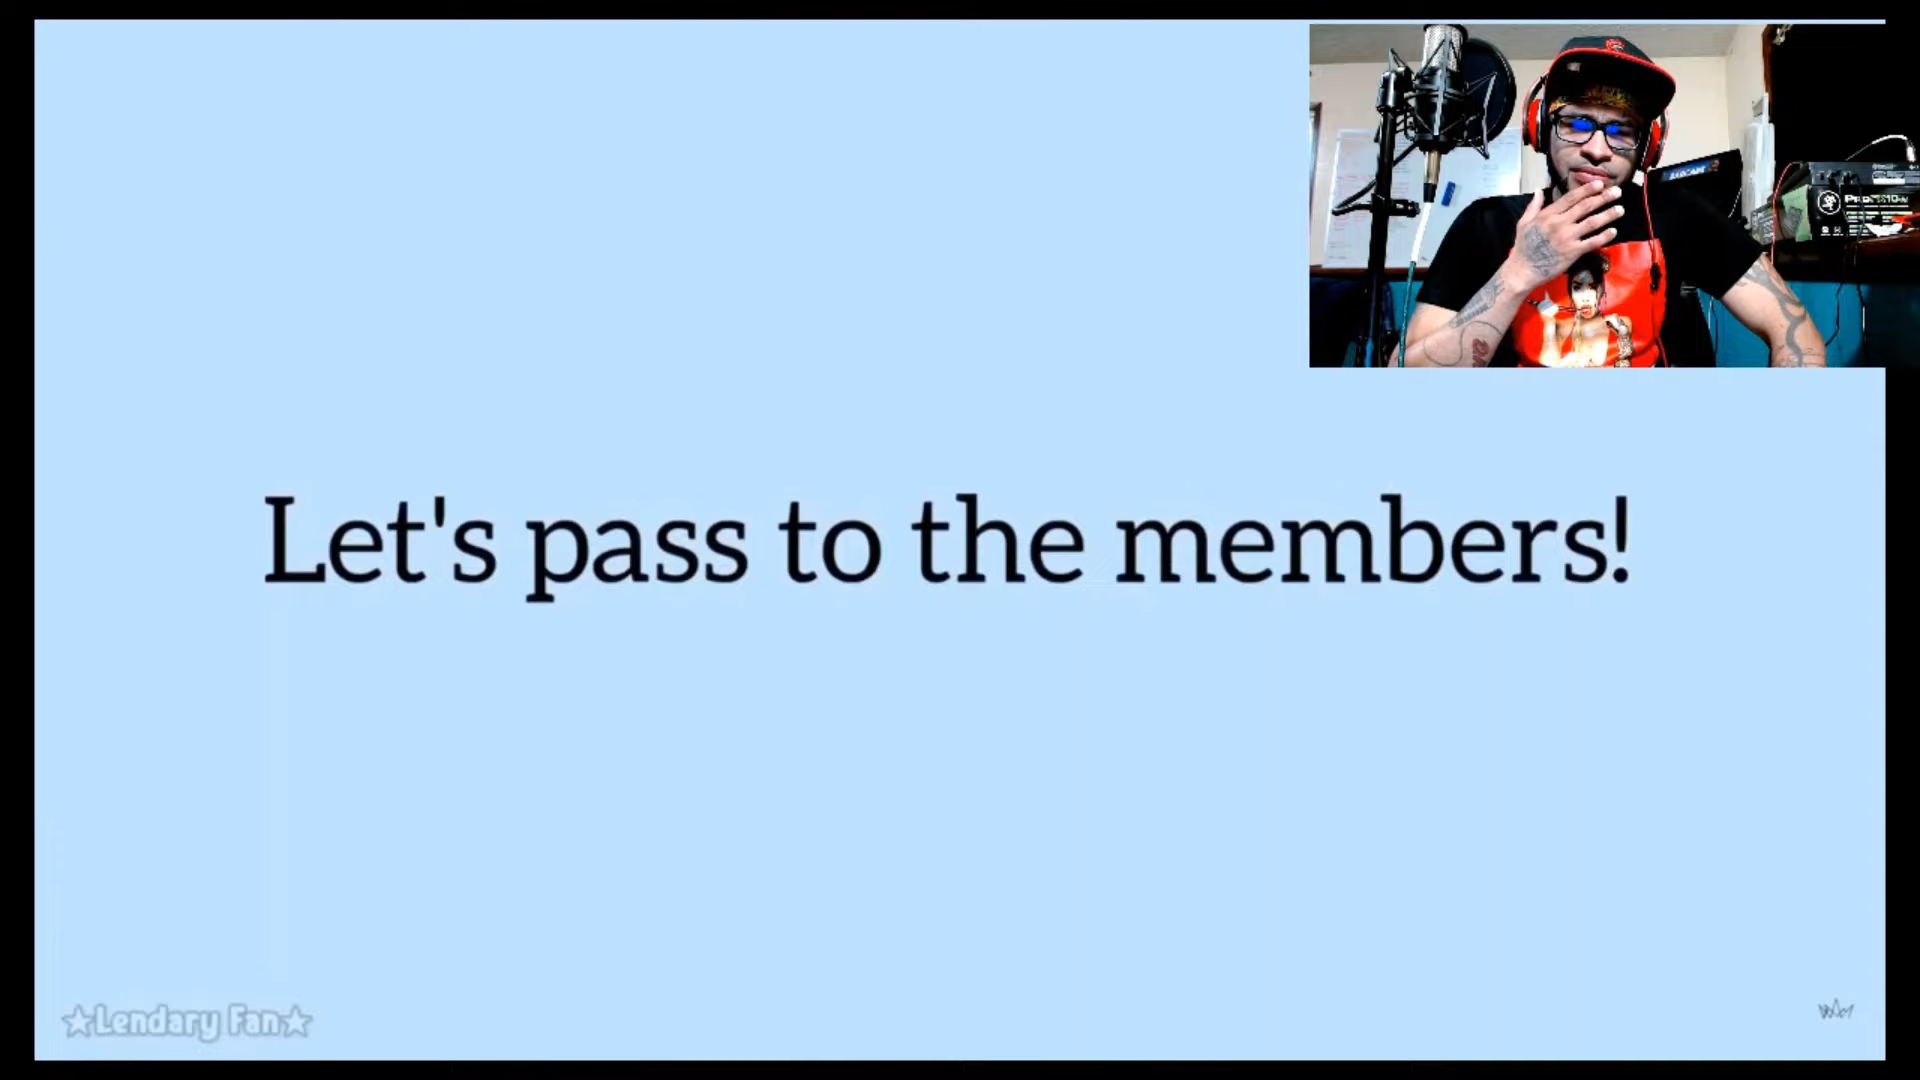 Let's pass to the members!
☆Lendary Fan☆